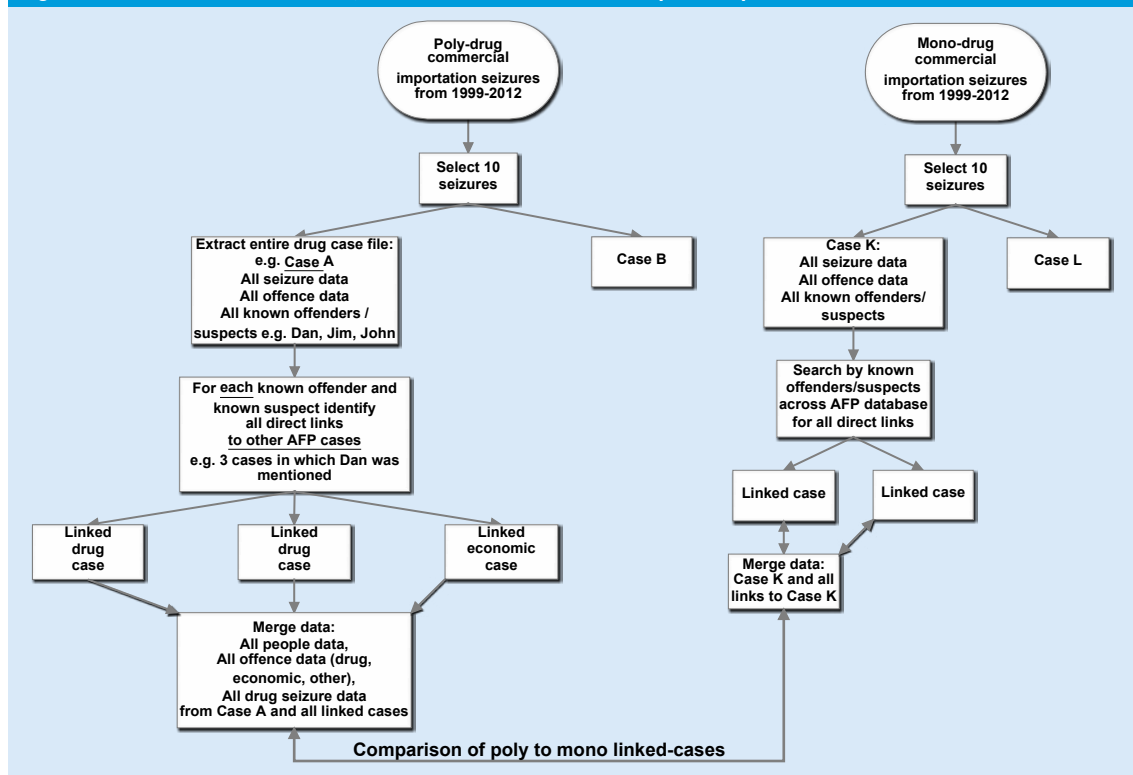 Poly-drug
commercial
importation seizures
from 1999-2012
Select 10
seizures
Extract entire drug case file:
e.g. Case A
All seizure data
All offence data
All known offenders /
suspects e.g. Dan, Jim, John
Case B
For each known offender and
known suspect identify
all direct links
to other AFP cases
e.g. 3 cases in which Dan was
mentioned
Linked
drug
case
Linked
drug
case
Linked
economic
case
Merge data:
All people data,
All offence data (drug,
economic, other),
All drug seizure data
from Case A and all linked cases
Mono-drug
commercial
importation seizures
from 1999-2012
Select 10
seizures
Case K:
All seizure data
All offence data
All known offenders/
suspects
Case L
Search by known
offenders/suspects
across AFP database
for all direct links
Linked case
Linked case
Merge data:
Case K and all
links to Case K
Comparison of poly to mono linked-cases